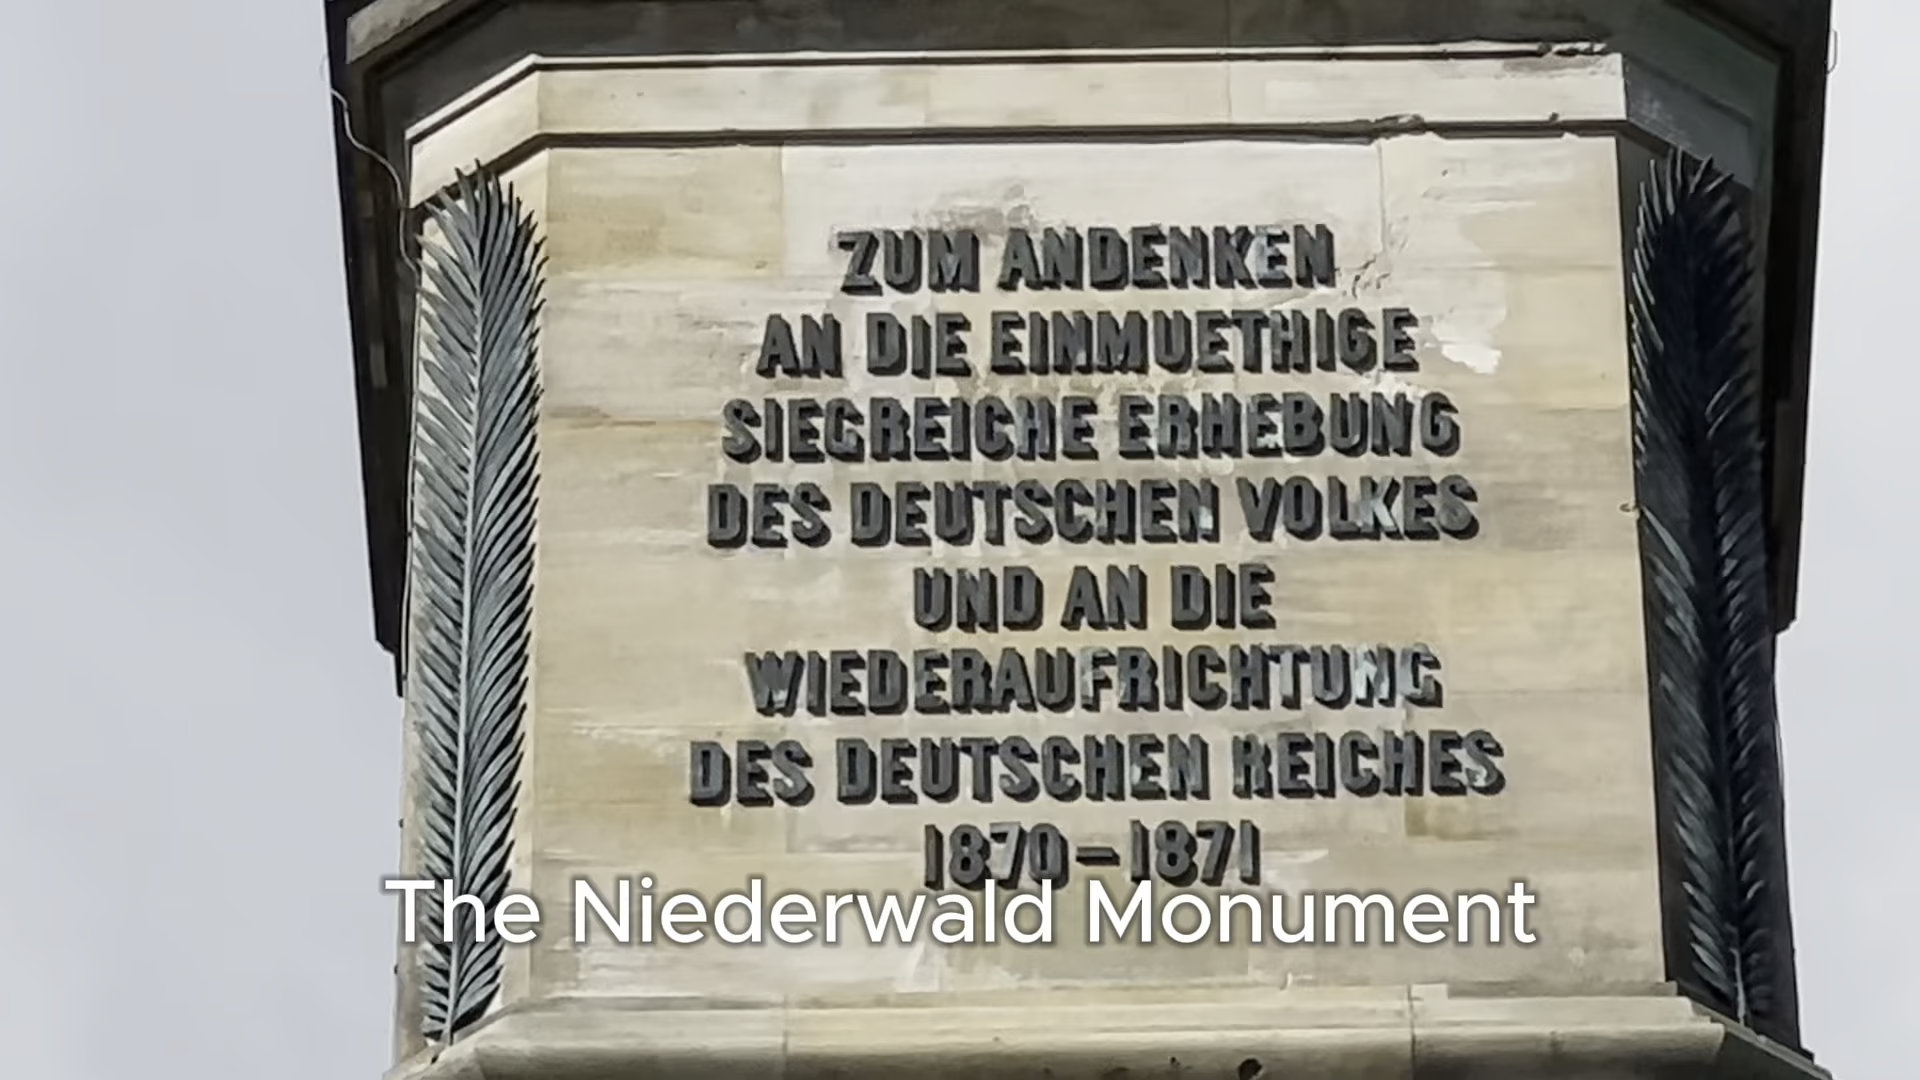 ZUM ANDENKEN
AN DIE EINMUETHIGE
SIEGREICHE ERHEBUNG
DES DEUTSCHEN VOLKES
UND AN DIE
WIEDERAUFRICHTUNG
DES DEUTSCHEN REICHES
1870–1871
The Niederwald Monument